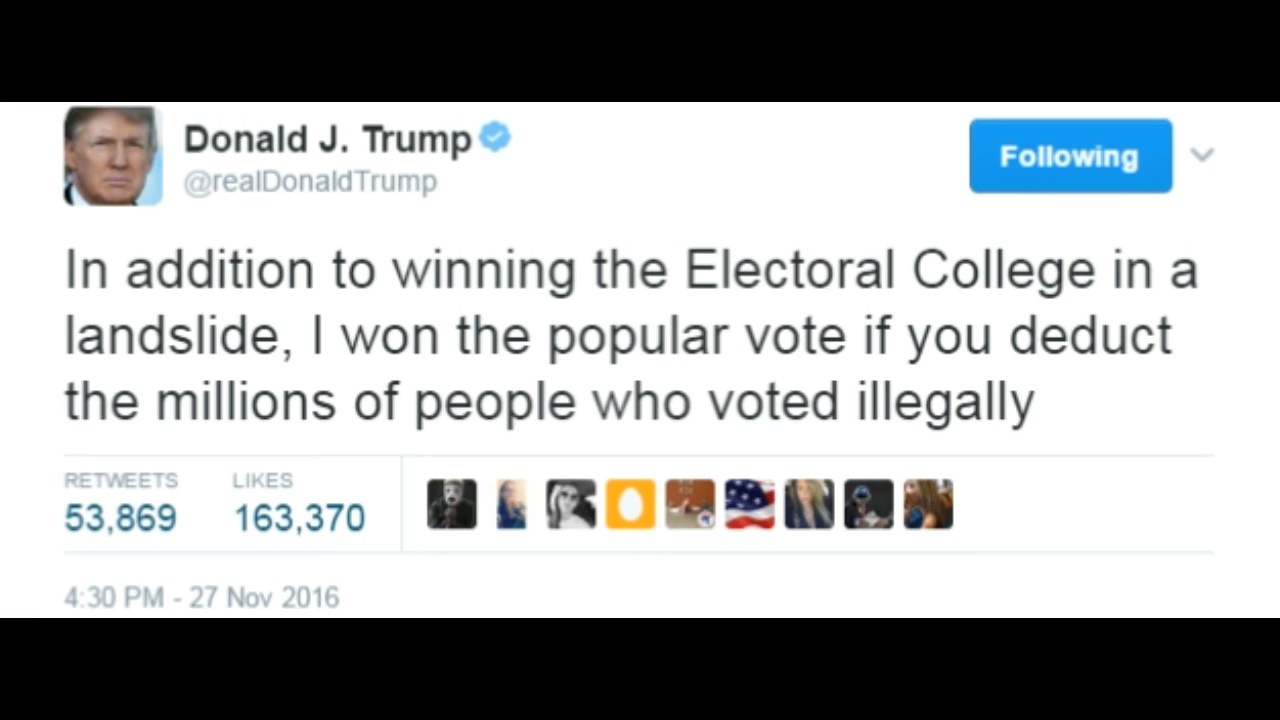 Donald J. Trump
@realDonaldTrump
Following
In addition to winning the Electoral College in a
landslide, I won the popular vote if you deduct
the millions of people who voted illegally
RETWEETS LIKES
53,869 163,370
4:30 PM - 27 Nov 2016